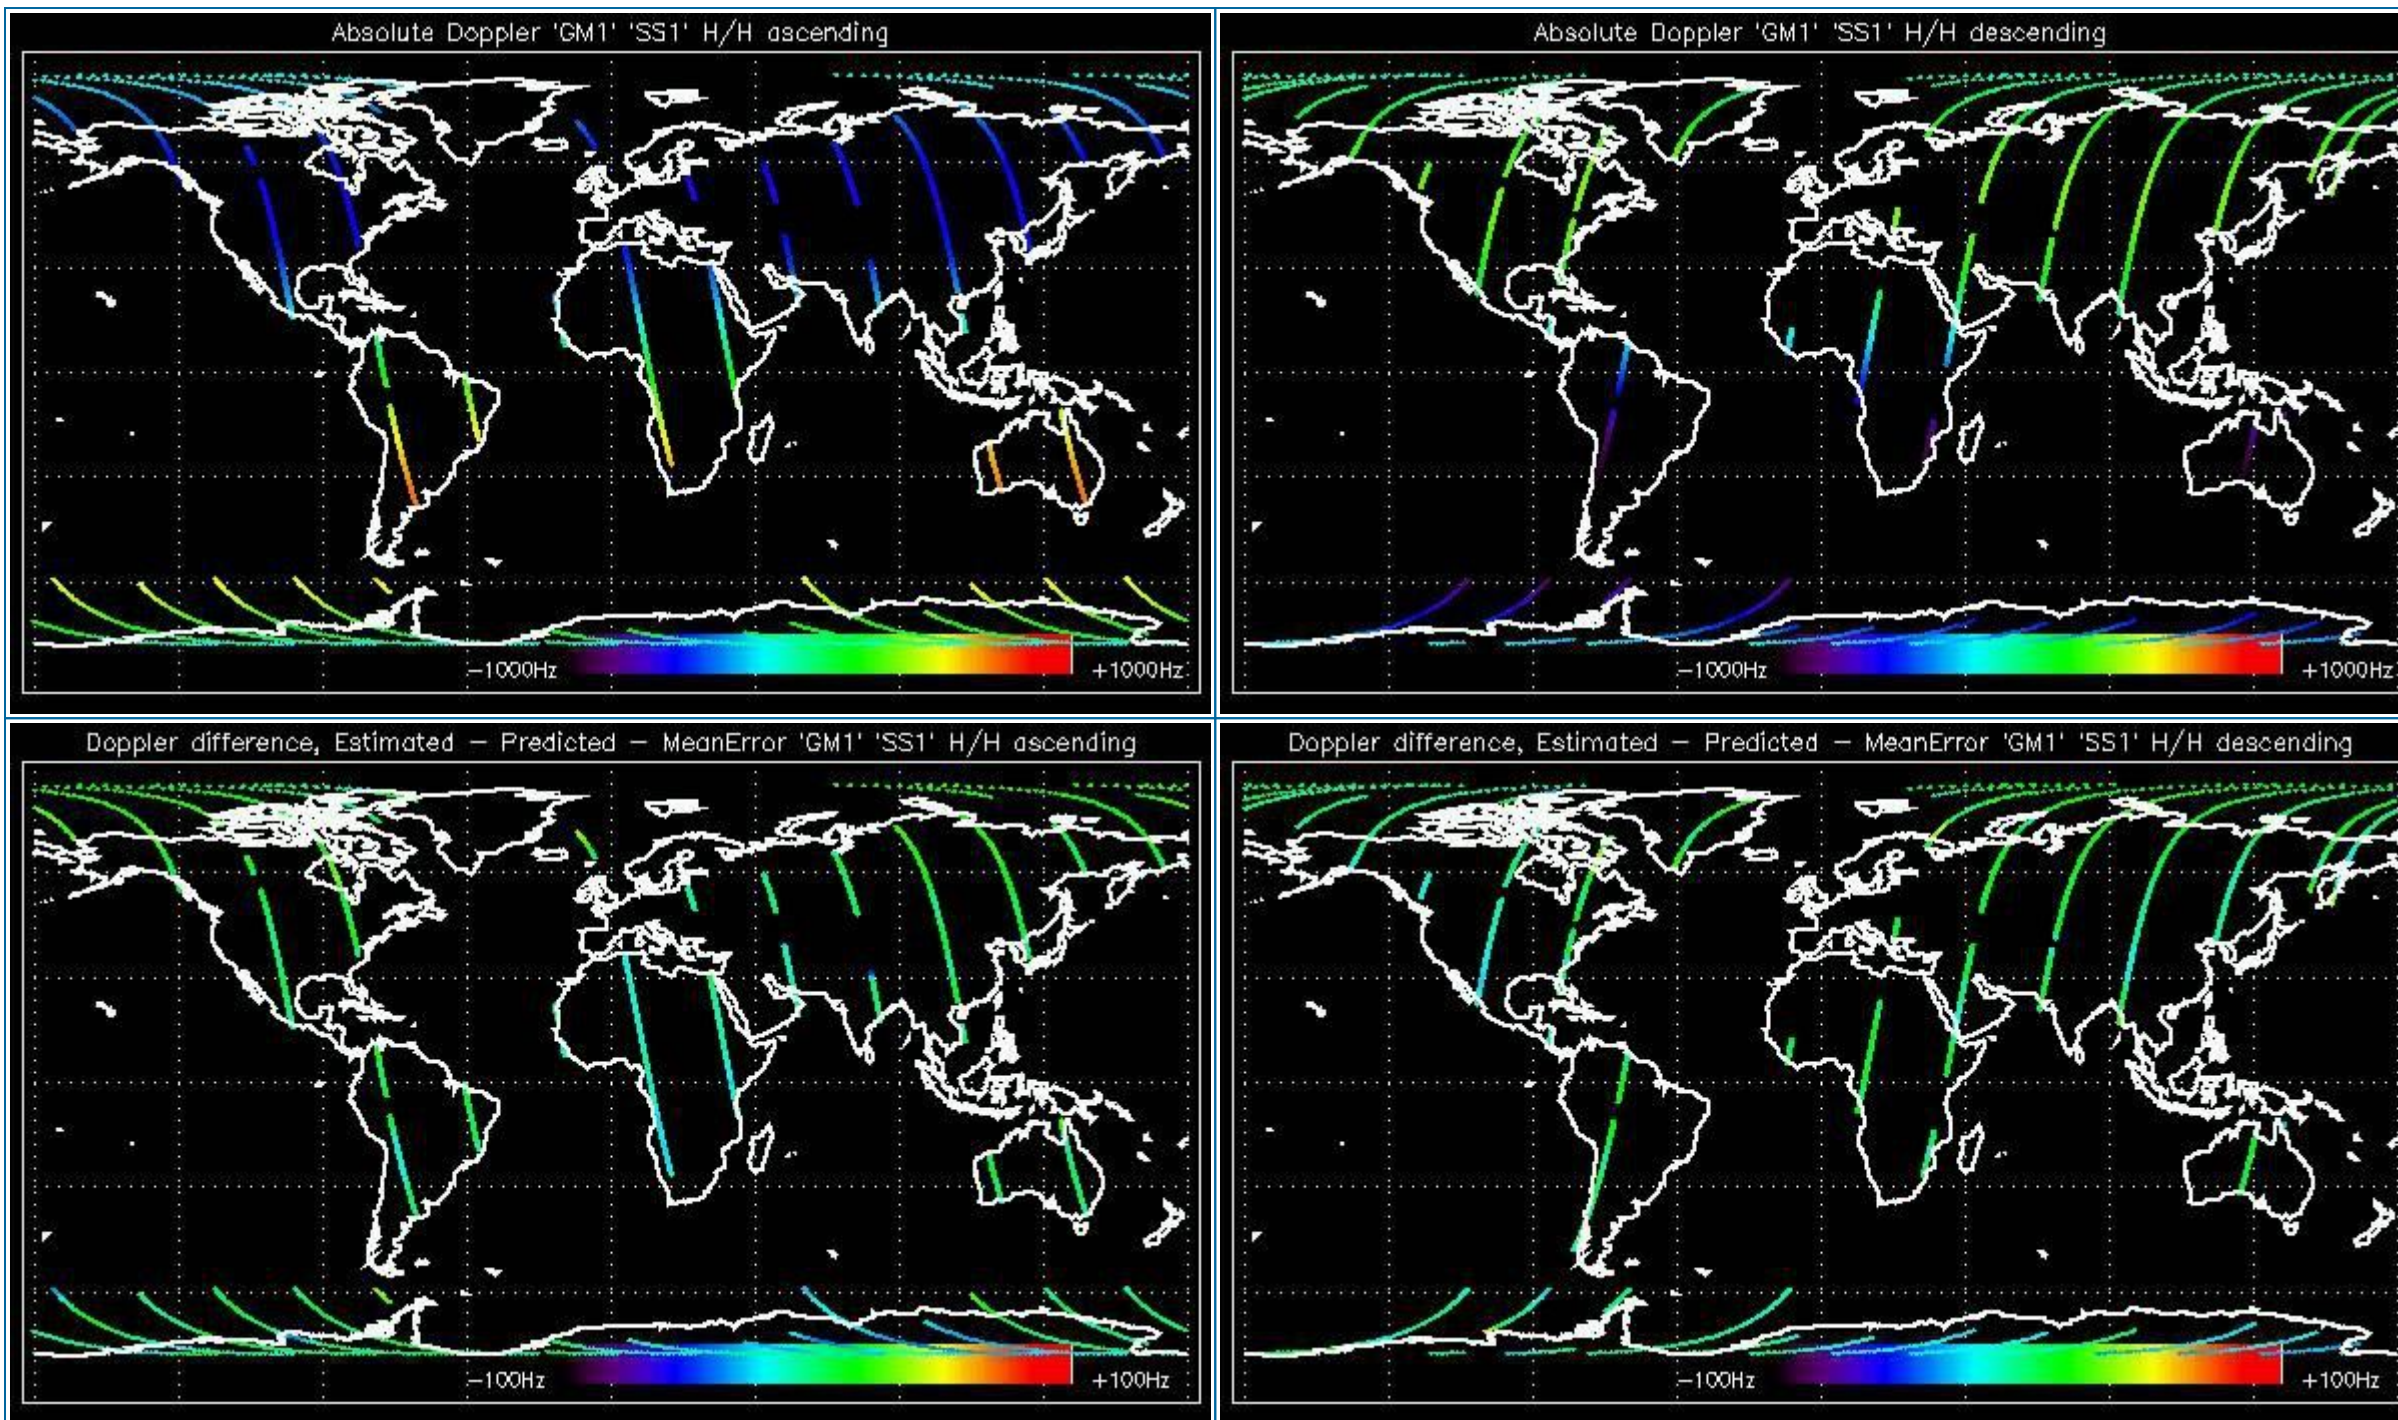 Absolute Doppler 'GM1' 'SS1' H/H ascending
−1000Hz +1000Hz
Absolute Doppler 'GM1' 'SS1' H/H descending
−1000Hz +1000Hz
Doppler difference, Estimated − Predicted − MeanError 'GM1' 'SS1' H/H ascending
−100Hz +100Hz
Doppler difference, Estimated − Predicted − MeanError 'GM1' 'SS1' H/H descending
−100Hz +100Hz